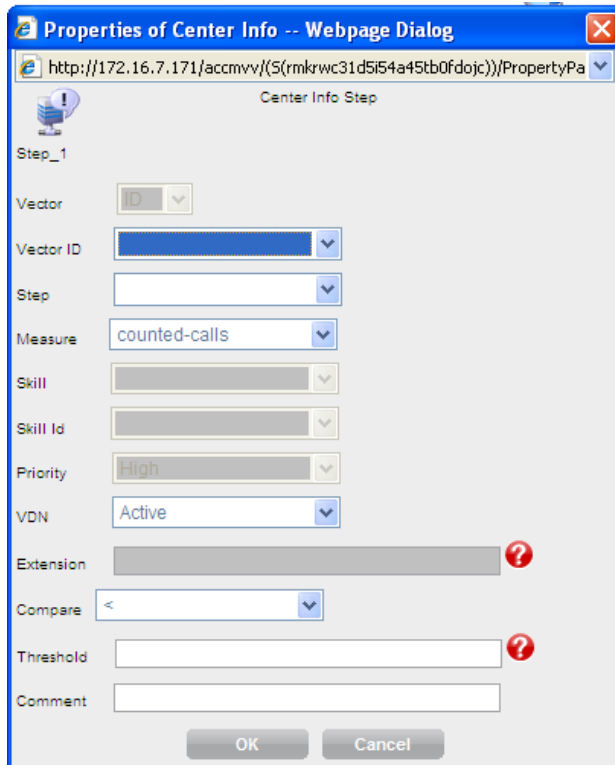 Properties of Center Info -- Webpage Dialog
http://172.16.7.171/accmvv/(S(rmkrwc31d5i54a45tb0fdojc))/PropertyPa
Center Info Step
Step_1
Vector ID
Vector ID
Step
Measure counted-calls
Skill
Skill Id
Priority High
VDN Active
Extension
Compare <
Threshold
Comment
OK Cancel